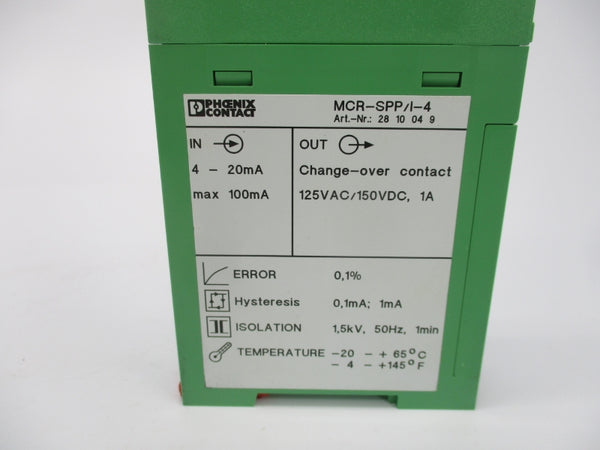 PHŒNIX
CONTACT
MCR-SPP/I-4
Art.-Nr.: 28 10 04 9
IN
4 - 20mA
max 100mA
OUT
Change-over contact
125VAC/150VDC, 1A
ERROR 0,1%
Hysteresis 0,1mA; 1mA
ISOLATION 1,5kV, 50Hz, 1min
TEMPERATURE -20 - + 65°C
- 4 - +145°F